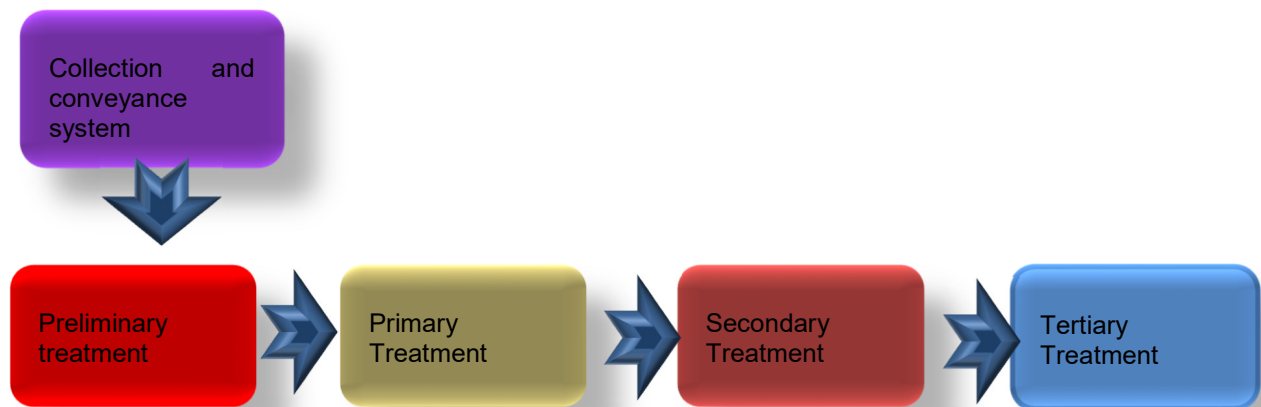 Collection and
conveyance
system
Preliminary
treatment
Primary
Treatment
Secondary
Treatment
Tertiary
Treatment